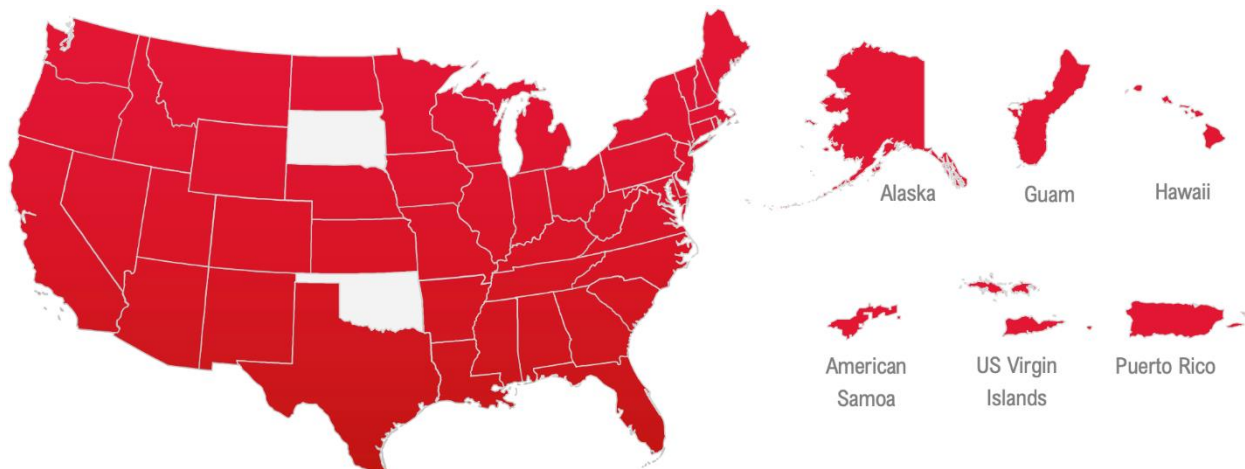 Alaska
Guam
Hawaii
American
Samoa
US Virgin
Islands
Puerto Rico